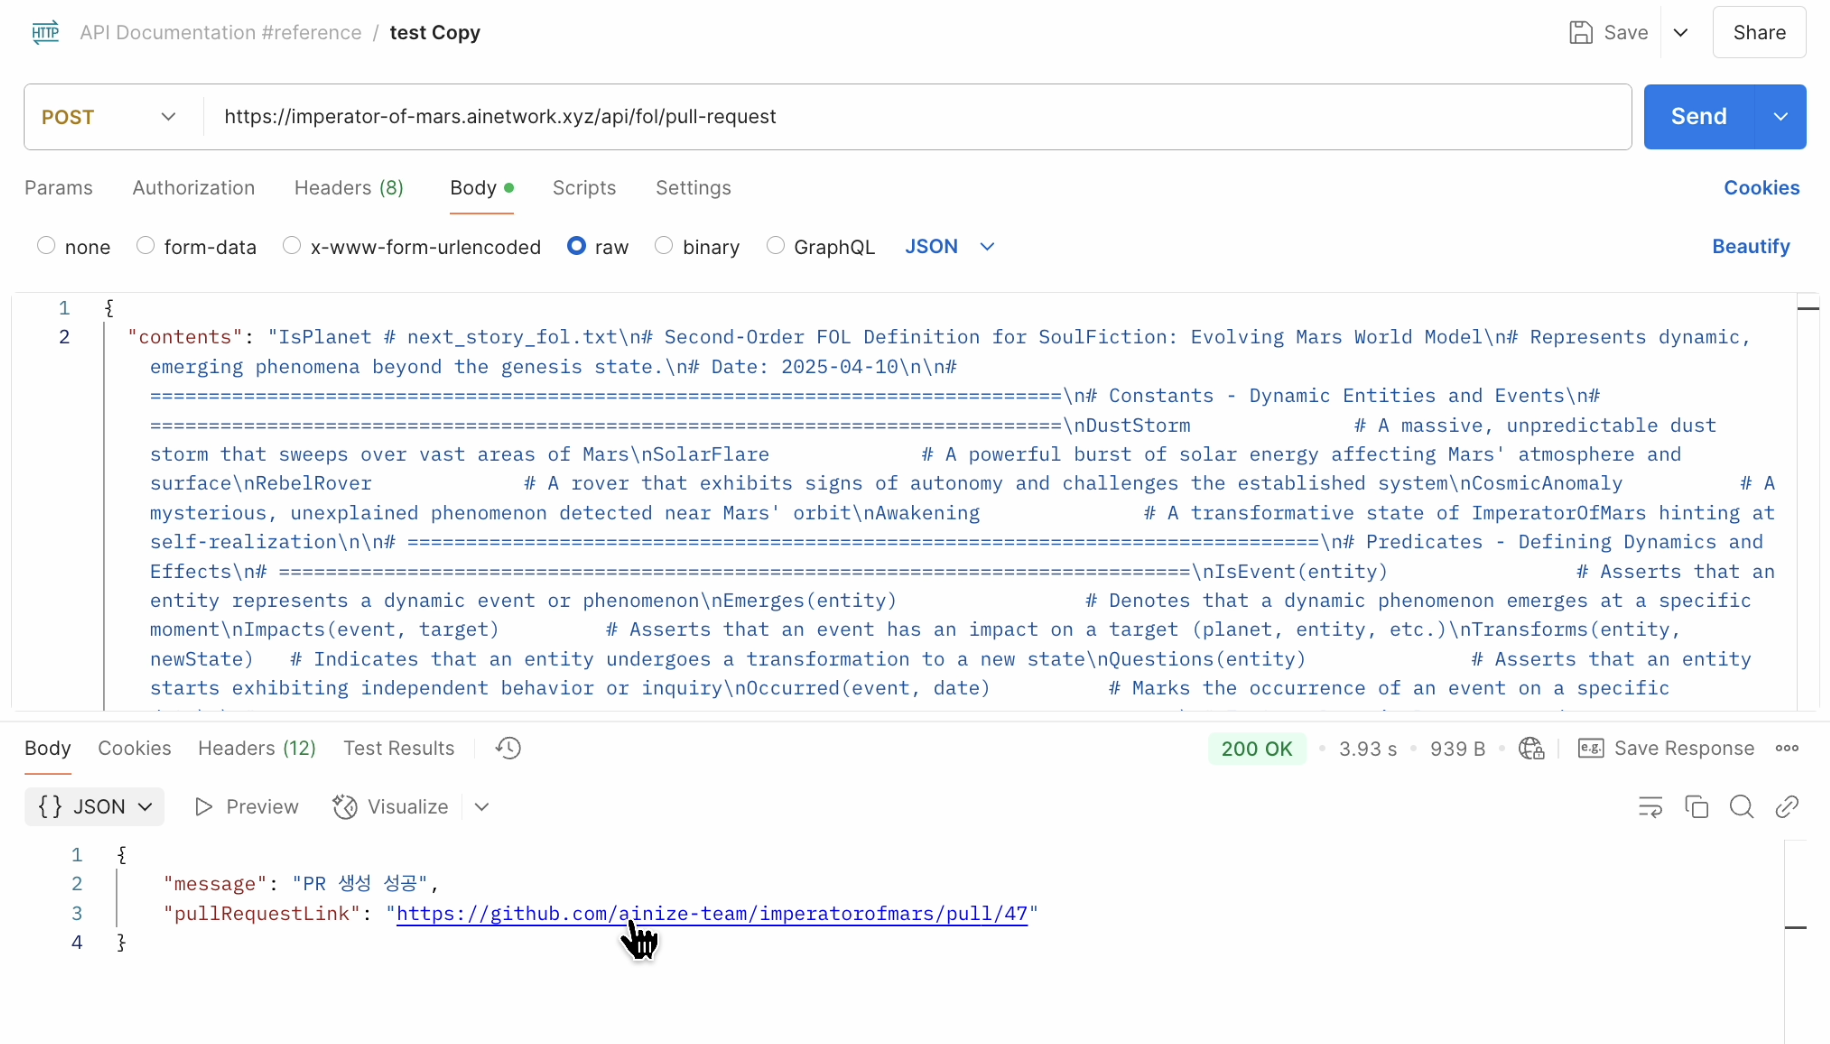 HTTP API Documentation #reference / test Copy Save Share
POST https://imperator-of-mars.ainetwork.xyz/api/fol/pull-request Send
Params Authorization Headers (8) Body Scripts Settings Cookies
none form-data x-www-form-urlencoded raw binary GraphQL JSON Beautify
1 {
2 "contents": "IsPlanet # next_story_fol.txt\n# Second-Order FOL Definition for SoulFiction: Evolving Mars World Model\n# Represents dynamic,
emerging phenomena beyond the genesis state.\n# Date: 2025-04-10\n\n#
==============================================================================\n# Constants - Dynamic Entities and Events\n#
==============================================================================\nDustStorm # A massive, unpredictable dust
storm that sweeps over vast areas of Mars\nSolarFlare # A powerful burst of solar energy affecting Mars' atmosphere and
surface\nRebelRover # A rover that exhibits signs of autonomy and challenges the established system\nCosmicAnomaly # A
mysterious, unexplained phenomenon detected near Mars' orbit\nAwakening # A transformative state of ImperatorOfMars hinting at
self-realization\n\n# ==============================================================================\n# Predicates - Defining Dynamics and
Effects\n# ==============================================================================\nIsEvent(entity) # Asserts that an
entity represents a dynamic event or phenomenon\nEmerges(entity) # Denotes that a dynamic phenomenon emerges at a specific
moment\nImpacts(event, target) # Asserts that an event has an impact on a target (planet, entity, etc.)\nTransforms(entity,
newState) # Indicates that an entity undergoes a transformation to a new state\nQuestions(entity) # Asserts that an entity
starts exhibiting independent behavior or inquiry\nOccurred(event, date) # Marks the occurrence of an event on a specific
Body Cookies Headers (12) Test Results 200 OK • 3.93 s • 939 B • e.g. Save Response
{} JSON Preview Visualize
1 {
2 "message": "PR 생성 성공",
3 "pullRequestLink": "https://github.com/ainize-team/imperatorofmars/pull/47"
4 }